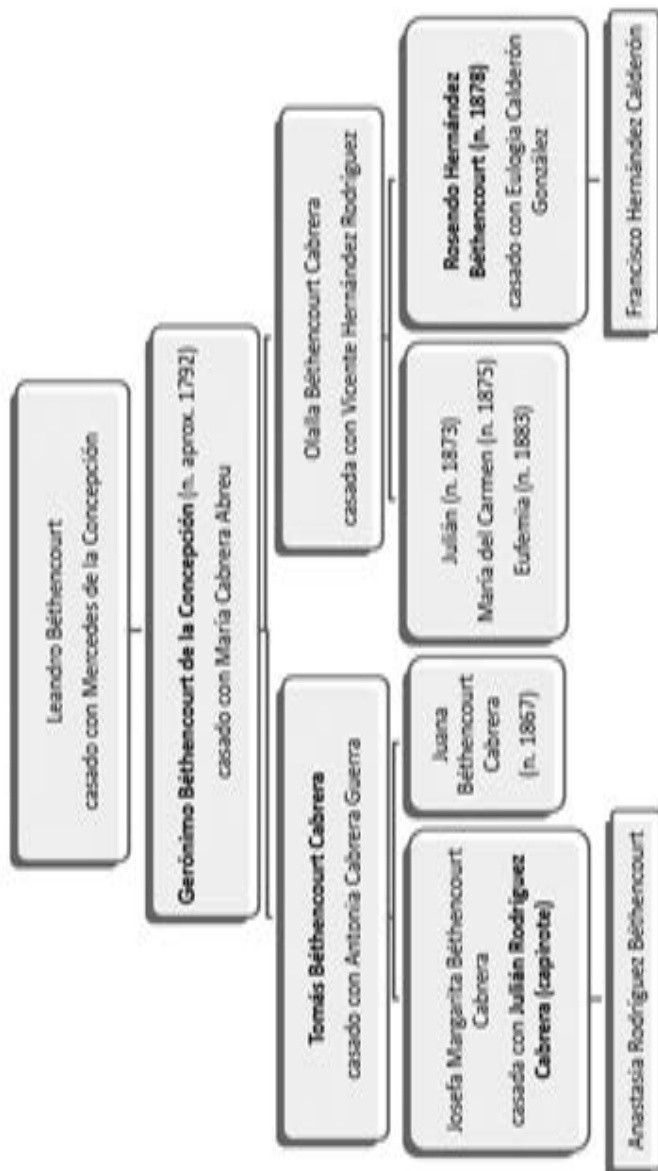 Leandro Béthencourt
casado con Mercedes de la Concepción
Gerónimo Béthencourt de la Concepción (n. aprox. 1792)
casado con María Cabrera Abreu
Tomás Béthencourt Cabrera
casado con Antonia Cabrera Guerra
Olalla Béthencourt Cabrera
casada con Vicente Hernández Rodríguez
Josefa Margarita Béthencourt
Cabrera
casada con Julián Rodríguez
Cabrera (capirote)
Juana
Béthencourt
Cabrera
(n. 1867)
Julián (n. 1873)
María del Carmen (n. 1875)
Eufemia (n. 1883)
Rosendo Hernández
Béthencourt (n. 1878)
casado con Eulogia Calderón
González
Anastasia Rodríguez Béthencourt
Francisco Hernández Calderón